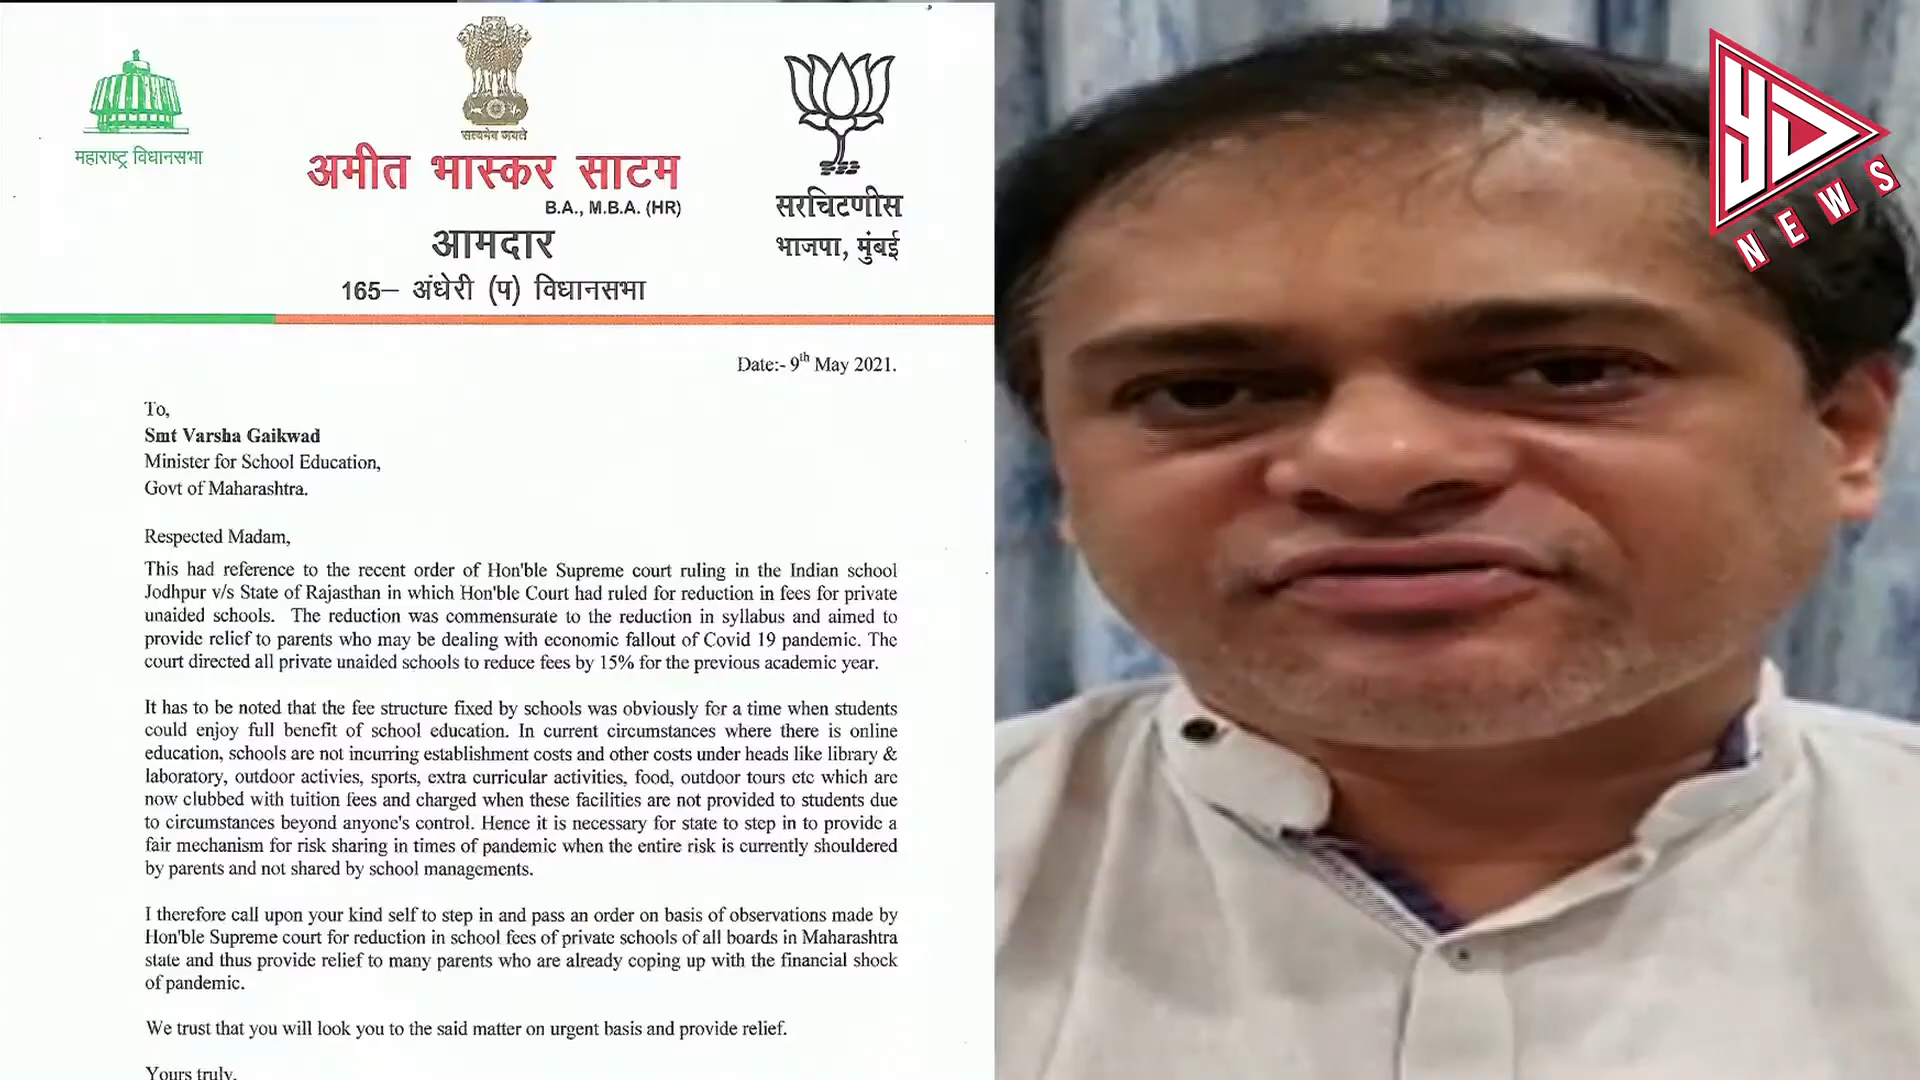 महाराष्ट्र विधानसभा
सत्यमेव जयते
अमीत भास्कर साटम
B.A., M.B.A. (HR)
आमदार
165– अंधेरी (प) विधानसभा
सरचिटणीस
भाजपा, मुंबई
Date:- 9th May 2021.
To,
Smt Varsha Gaikwad
Minister for School Education,
Govt of Maharashtra.
Respected Madam,
This had reference to the recent order of Hon'ble Supreme court ruling in the Indian school
Jodhpur v/s State of Rajasthan in which Hon'ble Court had ruled for reduction in fees for private
unaided schools. The reduction was commensurate to the reduction in syllabus and aimed to
provide relief to parents who may be dealing with economic fallout of Covid 19 pandemic. The
court directed all private unaided schools to reduce fees by 15% for the previous academic year.
It has to be noted that the fee structure fixed by schools was obviously for a time when students
could enjoy full benefit of school education. In current circumstances where there is online
education, schools are not incurring establishment costs and other costs under heads like library &
laboratory, outdoor activies, sports, extra curricular activities, food, outdoor tours etc which are
now clubbed with tuition fees and charged when these facilities are not provided to students due
to circumstances beyond anyone's control. Hence it is necessary for state to step in to provide a
fair mechanism for risk sharing in times of pandemic when the entire risk is currently shouldered
by parents and not shared by school managements.
I therefore call upon your kind self to step in and pass an order on basis of observations made by
Hon'ble Supreme court for reduction in school fees of private schools of all boards in Maharashtra
state and thus provide relief to many parents who are already coping up with the financial shock
of pandemic.
We trust that you will look you to the said matter on urgent basis and provide relief.
Yours truly,
YD
NEWS